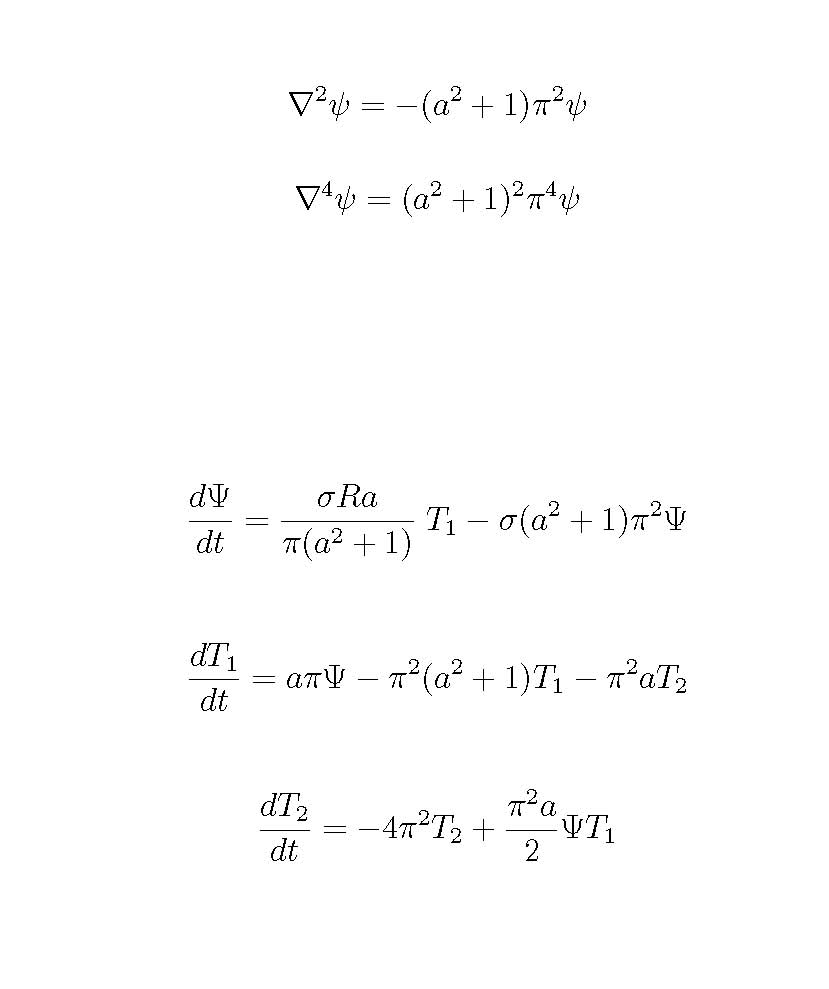 ∇²ψ = −(a² + 1)π²ψ
∇⁴ψ = (a² + 1)²π⁴ψ
dΨ/dt = σRa/(π(a² + 1)) T₁ − σ(a² + 1)π²Ψ
dT₁/dt = aπΨ − π²(a² + 1)T₁ − π²aT₂
dT₂/dt = −4π²T₂ + π²a/2 ΨT₁